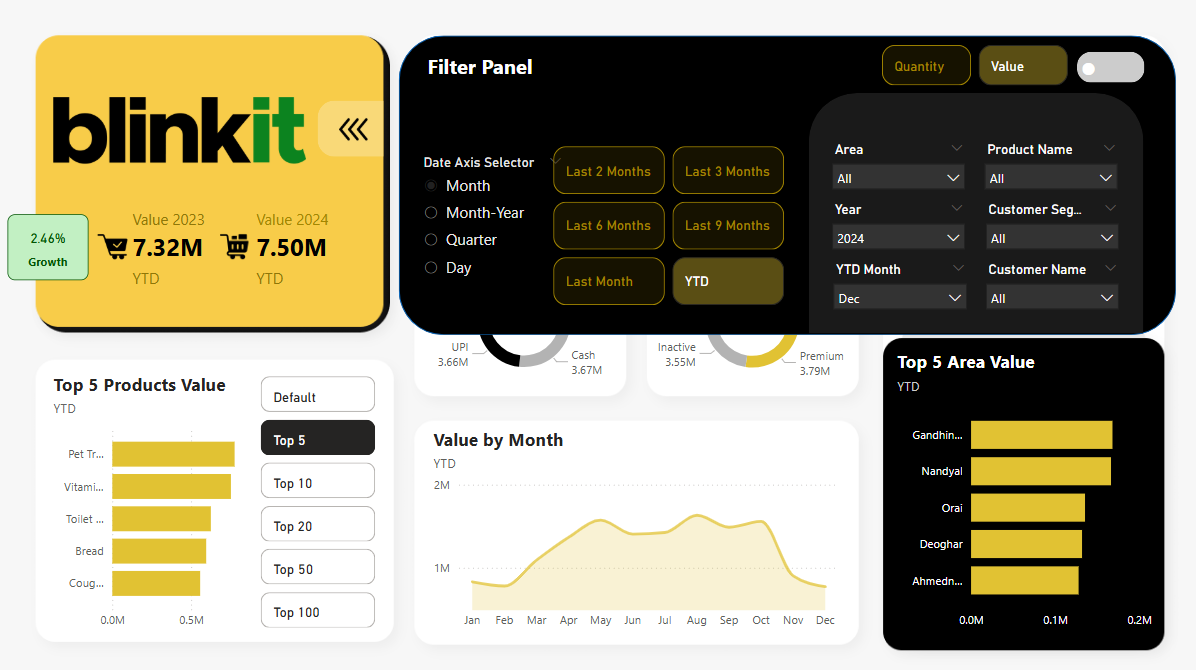 blinkit
Value 2023
Value 2024
7.32M
7.50M
YTD
YTD
2.46%
Growth
Filter Panel
Quantity
Value
Date Axis Selector
Month
Month-Year
Quarter
Day
Last 2 Months
Last 3 Months
Last 6 Months
Last 9 Months
Last Month
YTD
Area
All
Product Name
All
Year
2024
Customer Seg...
All
YTD Month
Dec
Customer Name
All
UPI
3.66M
Cash
3.67M
Inactive
3.55M
Premium
3.79M
Top 5 Products Value
YTD
Pet Tr...
Vitami...
Toilet ...
Bread
Coug...
0.0M
0.5M
Default
Top 5
Top 10
Top 20
Top 50
Top 100
Value by Month
YTD
2M
1M
Jan Feb Mar Apr May Jun Jul Aug Sep Oct Nov Dec
Top 5 Area Value
YTD
Gandhin...
Nandyal
Orai
Deoghar
Ahmedn...
0.0M 0.1M 0.2M